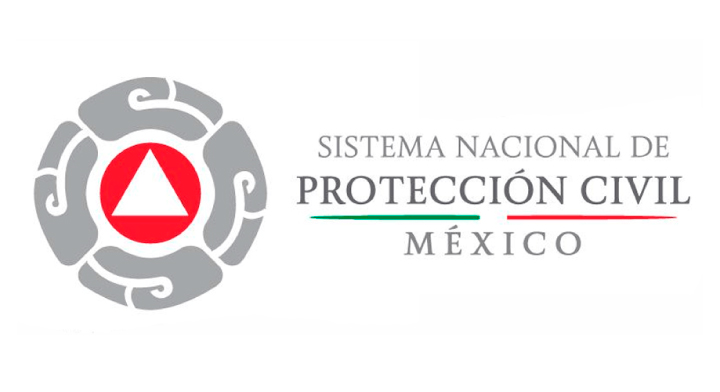 SISTEMA NACIONAL DE
PROTECCIÓN CIVIL
MÉXICO